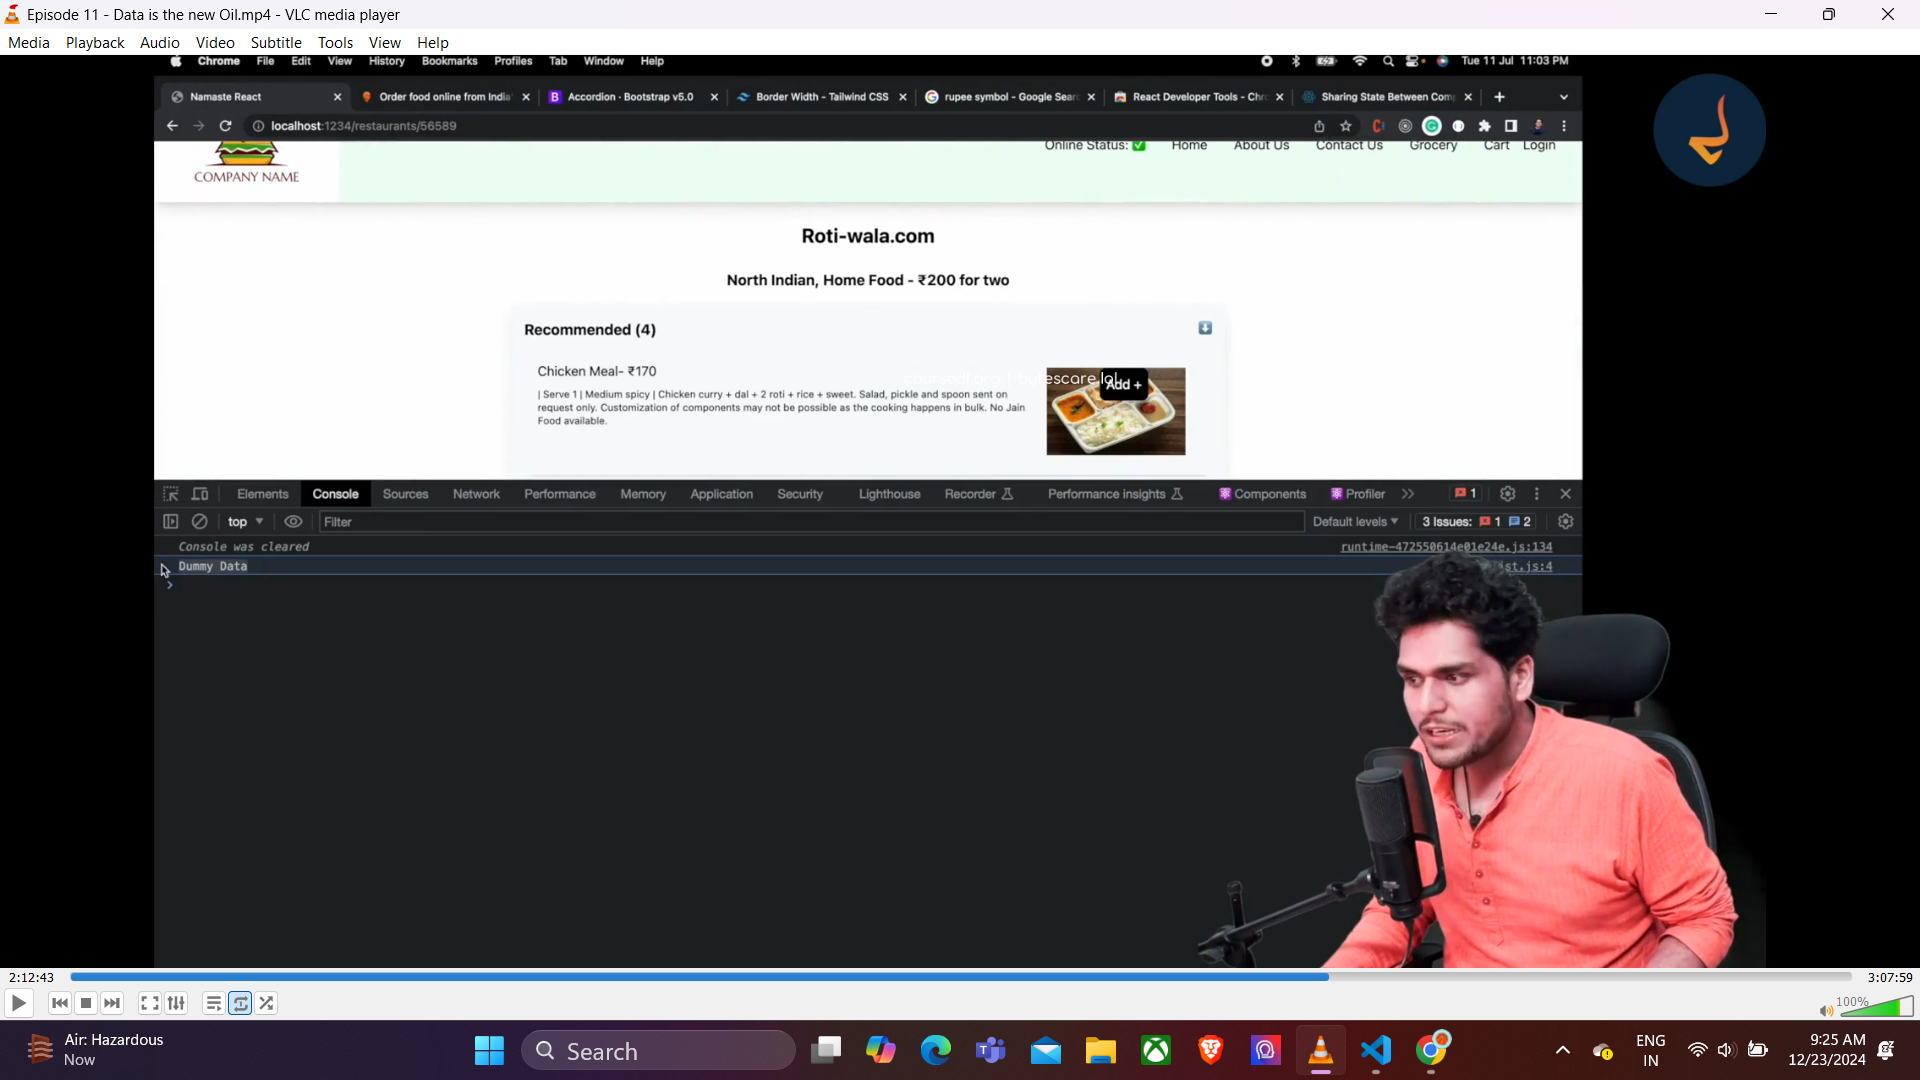 Episode 11 - Data is the new Oil.mp4 - VLC media player
Media Playback Audio Video Subtitle Tools View Help
Chrome File Edit View History Bookmarks Profiles Tab Window Help Tue 11 Jul 11:03 PM
Namaste React Order food online from India' Accordion · Bootstrap v5.0 Border Width - Tailwind CSS rupee symbol - Google Sear React Developer Tools - Chr Sharing State Between Com
localhost:1234/restaurants/56589
Online Status: ✅ Home About Us Contact Us Grocery Cart Login
COMPANY NAME
Roti-wala.com
North Indian, Home Food - ₹200 for two
Recommended (4)
Chicken Meal- ₹170
Add +
| Serve 1 | Medium spicy | Chicken curry + dal + 2 roti + rice + sweet. Salad, pickle and spoon sent on
request only. Customization of components may not be possible as the cooking happens in bulk. No Jain
Food available.
Elements Console Sources Network Performance Memory Application Security Lighthouse Recorder Performance insights Components Profiler 1
top Filter Default levels 3 Issues: 1 2
Console was cleared runtime-472550614e01e24e.js:134
Dummy Data ist.js:4
2:12:43 3:07:59
100%
Air: Hazardous
Now
Search
ENG
IN
9:25 AM
12/23/2024